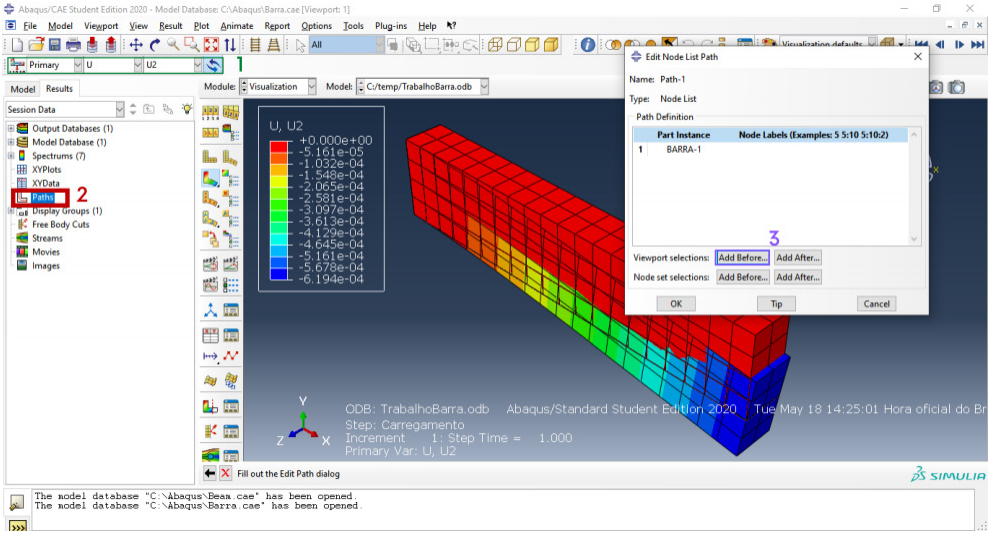 Abaqus/CAE Student Edition 2020 - Model Database: C:\Abaqus\Barra.cae [Viewport: 1]
File Model Viewport View Result Plot Animate Report Options Tools Plug-ins Help
All
Visualization defaults
Primary U U2
Model Results
Module: Visualization Model: C:/temp/TrabalhoBarra.odb
Session Data
Output Databases (1)
Model Database (1)
Spectrums (7)
XYPlots
XYData
Paths
2
Display Groups (1)
Free Body Cuts
Streams
Movies
Images
U, U2
+0.000e+00
-5.161e-05
-1.032e-04
-1.548e-04
-2.065e-04
-2.581e-04
-3.097e-04
-3.613e-04
-4.129e-04
-4.645e-04
-5.161e-04
-5.678e-04
-6.194e-04
Edit Node List Path
Name: Path-1
Type: Node List
Path Definition
Part Instance Node Labels (Examples: 5 5:10 5:10:2)
1 BARRA-1
3
Viewport selections: Add Before... Add After...
Node set selections: Add Before... Add After...
OK Tip Cancel
Y
Z X
ODB: TrabalhoBarra.odb Abaqus/Standard Student Edition 2020 Tue May 18 14:25:01 Hora oficial do Br
Step: Carregamento
Increment 1: Step Time = 1.000
Primary Var: U, U2
Fill out the Edit Path dialog
SIMULIA
The model database "C:\Abaqus\Beam.cae" has been opened.
The model database "C:\Abaqus\Barra.cae" has been opened.
>>>